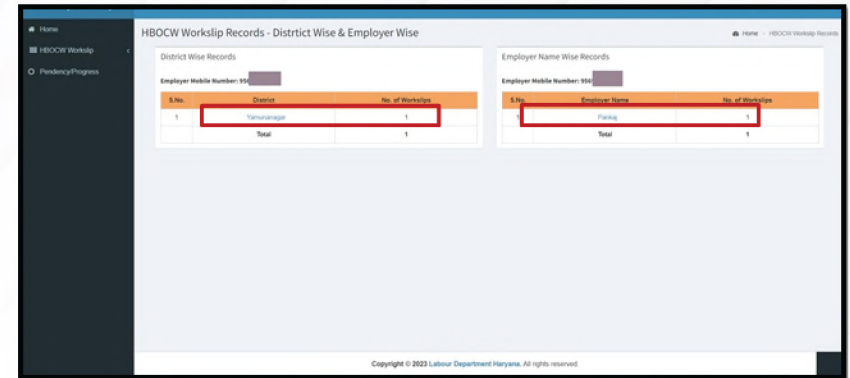 Home
HBOCW Workslip
Pendency/Progress
HBOCW Workslip Records - Distrtict Wise & Employer Wise
Home - HBOCW Workslip Records
District Wise Records
Employer Mobile Number: 956
S.No. District No. of Workslips
1 Yamunanagar 1
Total 1
Employer Name Wise Records
Employer Mobile Number: 956
S.No. Employer Name No. of Workslips
1 Pankaj 1
Total 1
Copyright © 2023 Labour Department Haryana. All rights reserved.